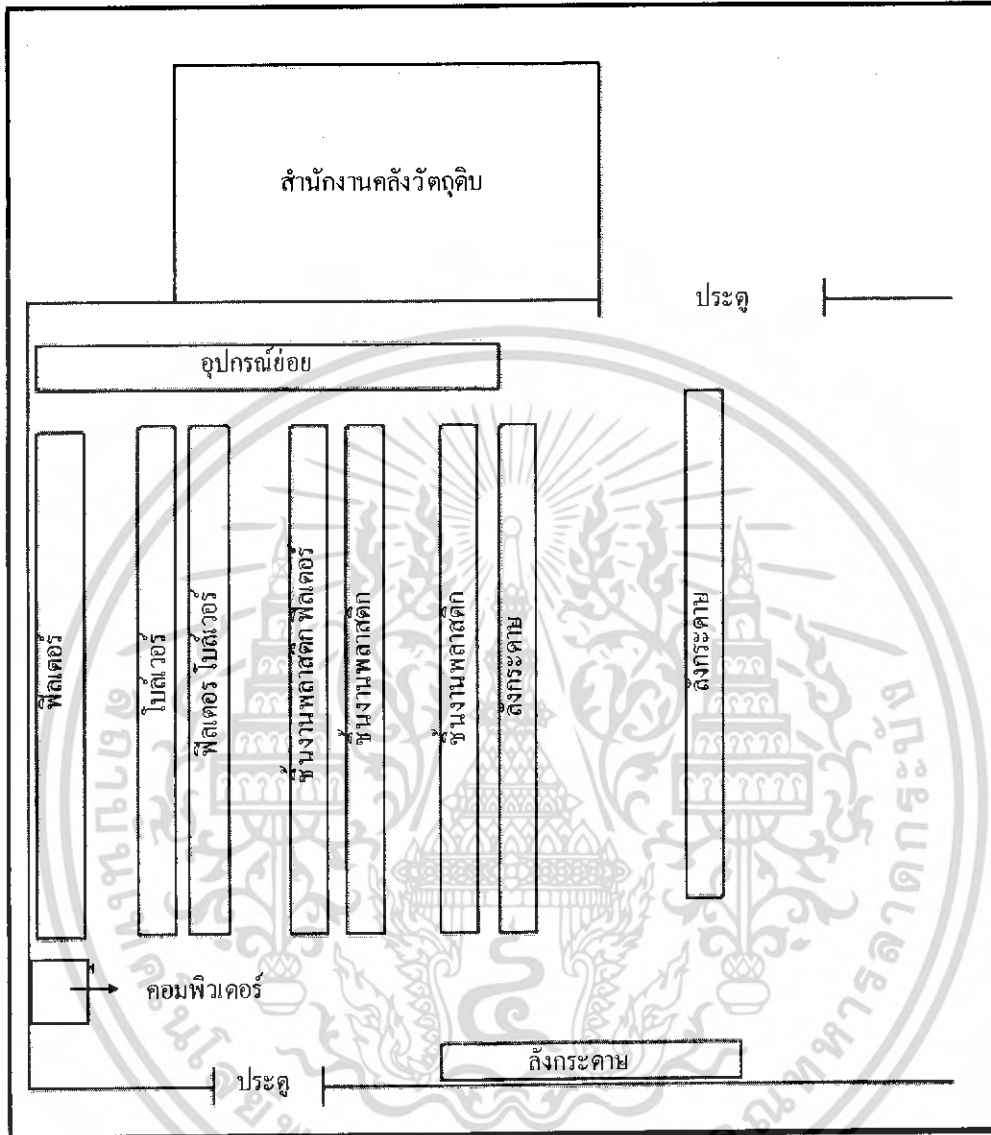 สำนักงานคลังวัตถุดิบ
ประตู
อุปกรณ์ย่อย
ฟิลเตอร์
โบล์เวอร์
ฟิลเตอร์ โบล์เวอร์
ชิ้นงานพลาสติก ฟิลเตอร์
ชิ้นงานพลาสติก
ชิ้นงานพลาสติก
ลังกระดาษ
ลังกระดาษ
คอมพิวเตอร์
ลังกระดาษ
ประตู